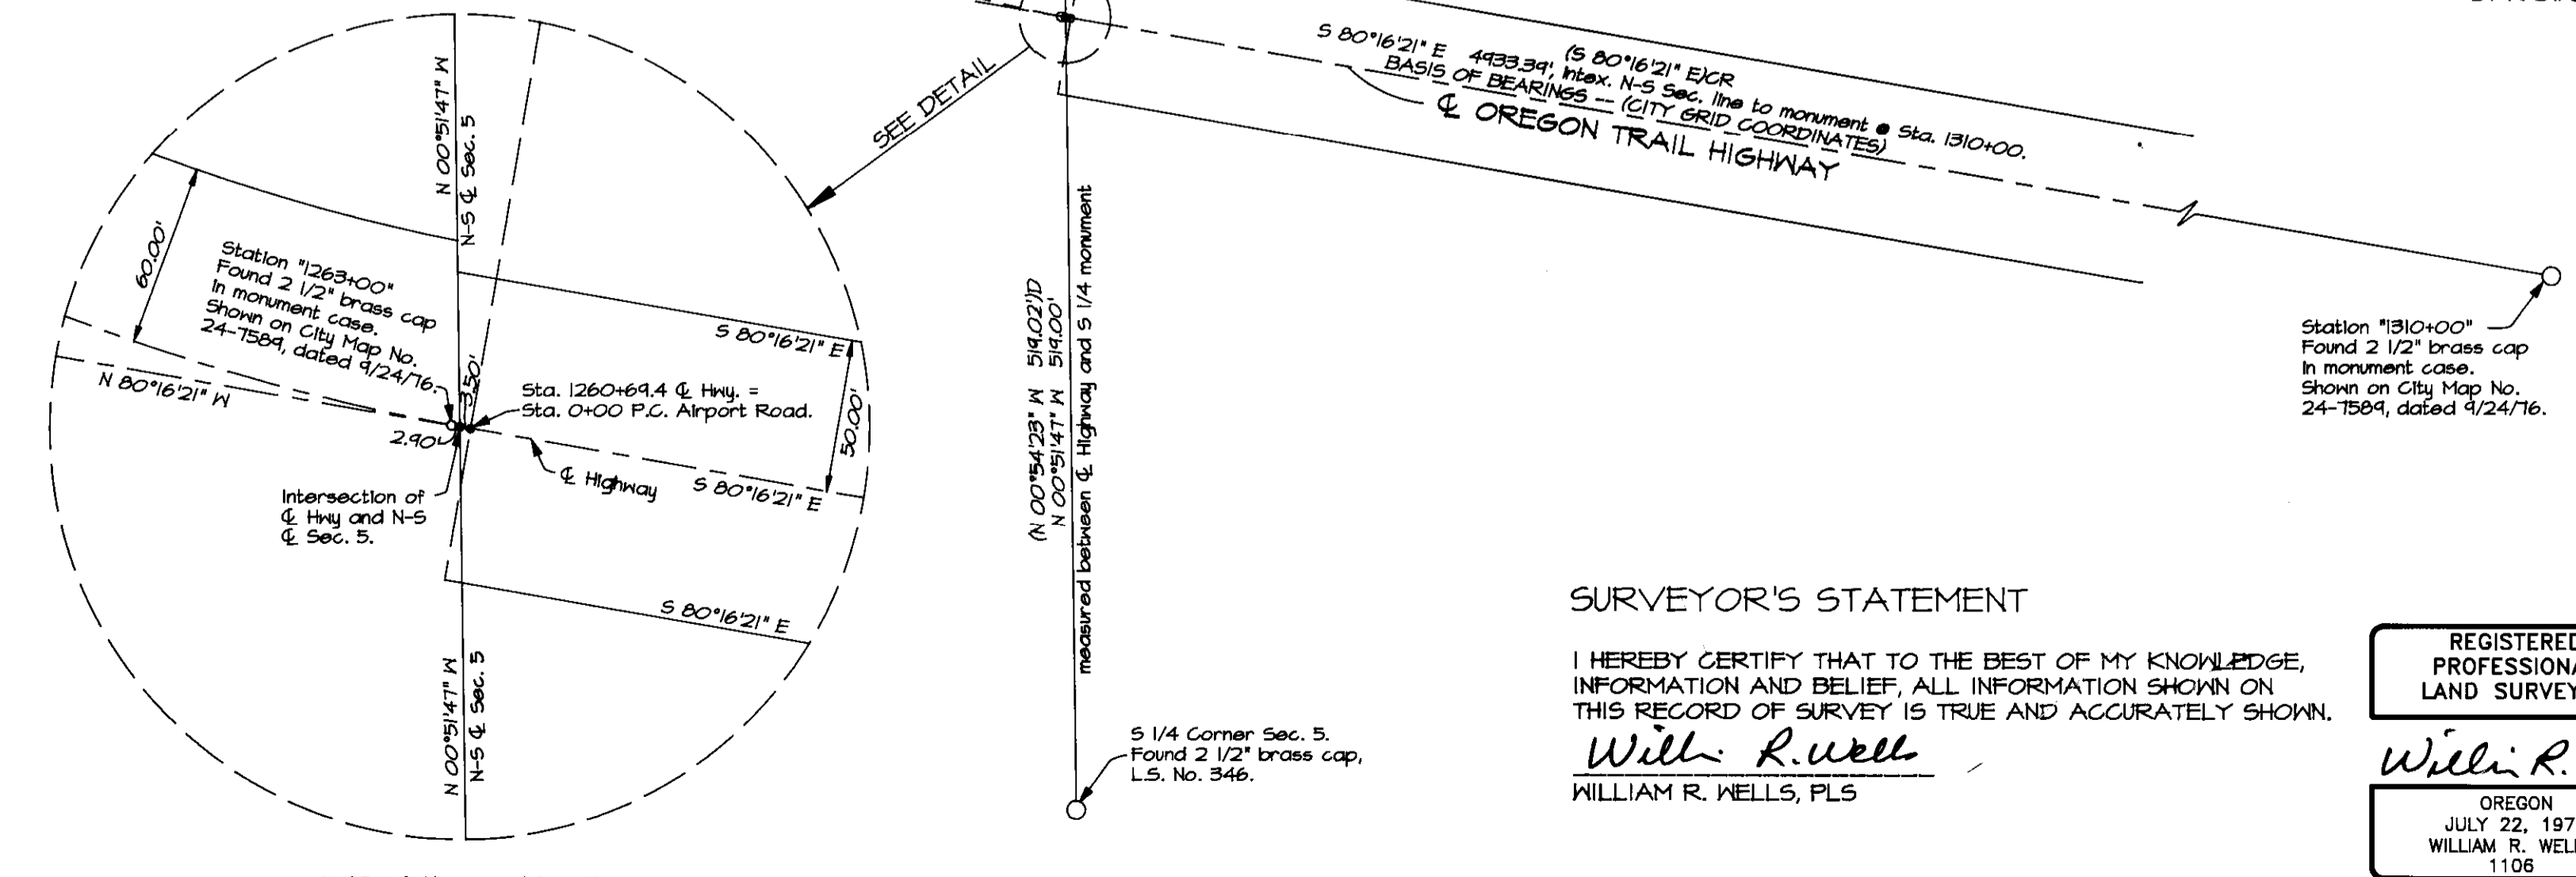 N 00°51'47" W
N-S ℄ Sec. 5
60.00'
Station "1263+00"
Found 2 1/2" brass cap
in monument case.
Shown on City Map No.
24-7589, dated 9/24/76.
N 80°16'21" W
3.50'
2.90'
S 80°16'21" E
50.00'
Sta. 1260+69.4 ℄ Hwy. =
Sta. 0+00 P.C. Airport Road.
℄ Highway
S 80°16'21" E
Intersection of
℄ Hwy and N-S
℄ Sec. 5.
S 80°16'21" E
N 00°51'47" W
N-S ℄ Sec. 5
SEE DETAIL
(S 80°16'21" E)CR
S 80°16'21" E 4933.39', Intex. N-S Sec. line to monument @ Sta. 1310+00.
BASIS OF BEARINGS -- (CITY GRID COORDINATES)
℄ OREGON TRAIL HIGHWAY
(N 00°54'23" W 519.02')D
N 00°51'47" W 519.00'
measured between ℄ Highway and S 1/4 monument
Station "1310+00"
Found 2 1/2" brass cap
in monument case.
Shown on City Map No.
24-7589, dated 9/24/76.
S 1/4 Corner Sec. 5.
Found 2 1/2" brass cap,
L.S. No. 346.
SURVEYOR'S STATEMENT
I HEREBY CERTIFY THAT TO THE BEST OF MY KNOWLEDGE,
INFORMATION AND BELIEF, ALL INFORMATION SHOWN ON
THIS RECORD OF SURVEY IS TRUE AND ACCURATELY SHOWN.
Willi R. Wells
WILLIAM R. WELLS, PLS
REGISTERED
PROFESSIONA
LAND SURVEY
Willi R.
OREGON
JULY 22, 197
WILLIAM R. WEL
1106